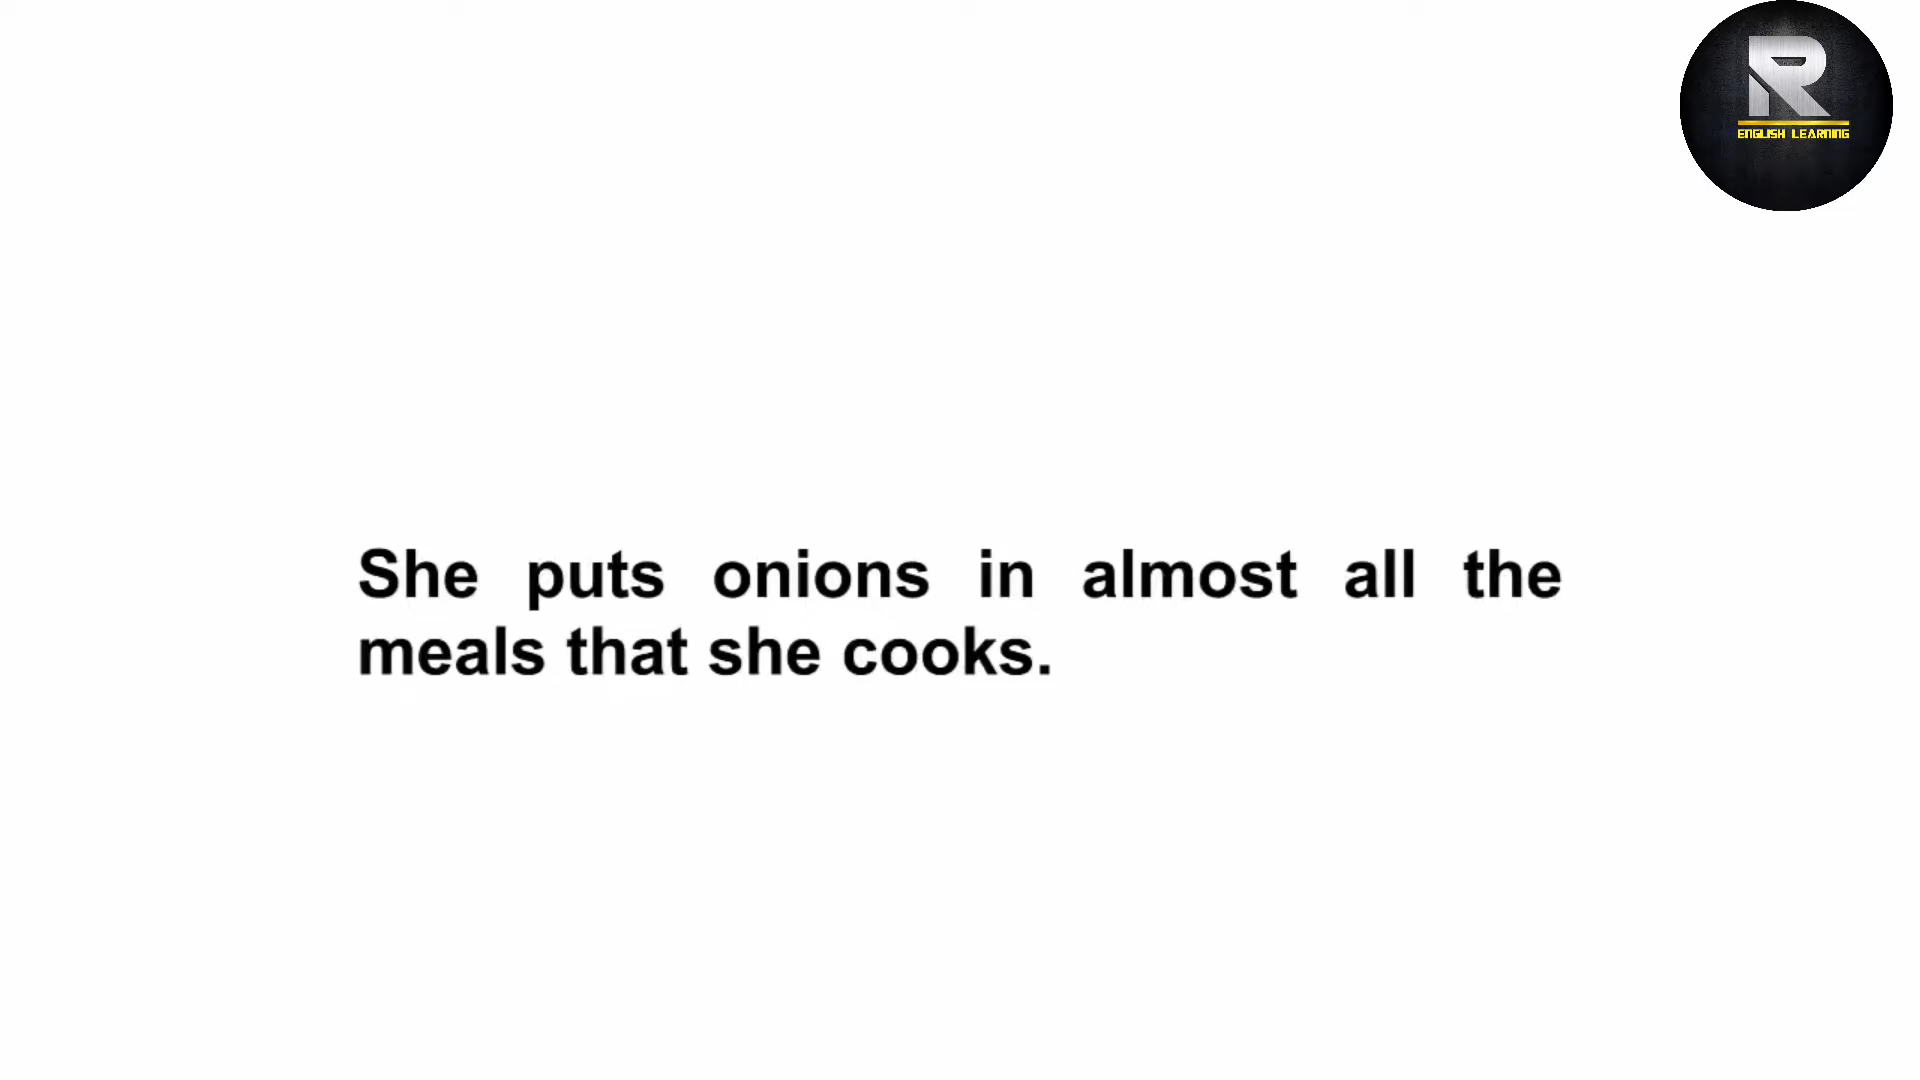 R
ENGLISH LEARNING
She puts onions in almost all the
meals that she cooks.